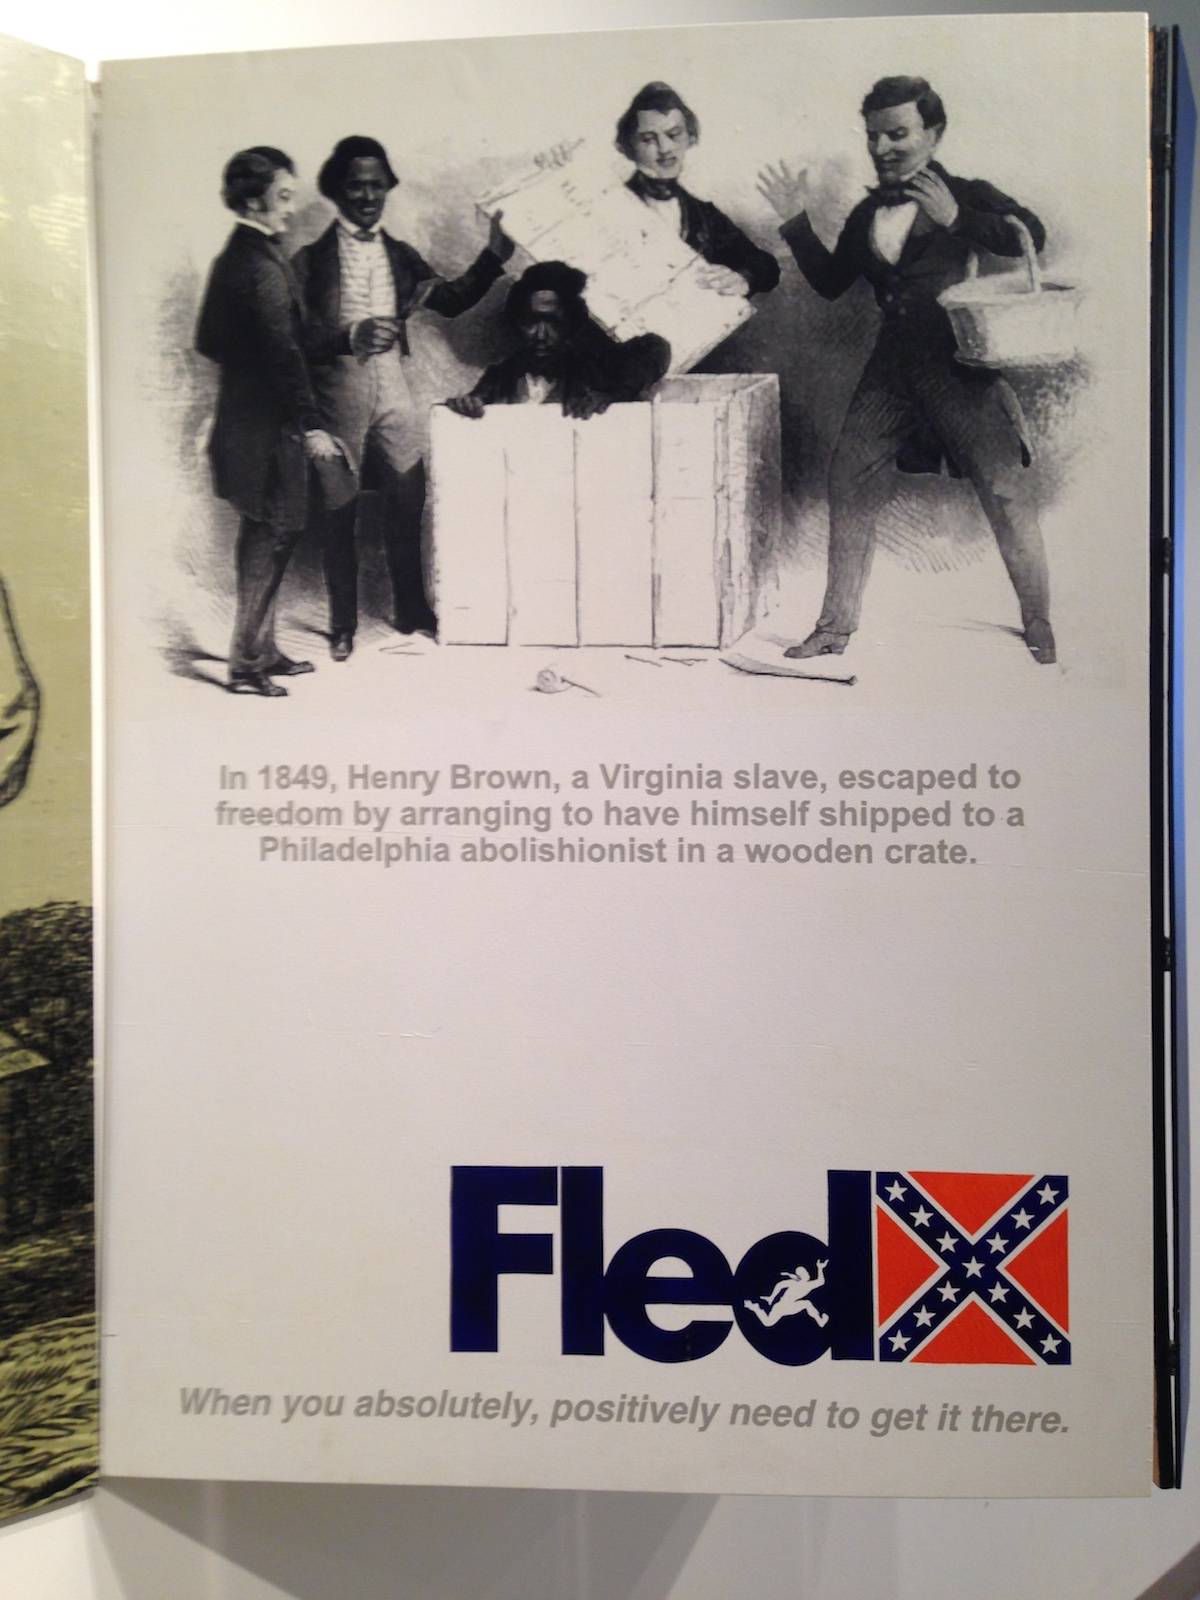 In 1849, Henry Brown, a Virginia slave, escaped to
freedom by arranging to have himself shipped to a
Philadelphia abolishionist in a wooden crate.
FledX
When you absolutely, positively need to get it there.